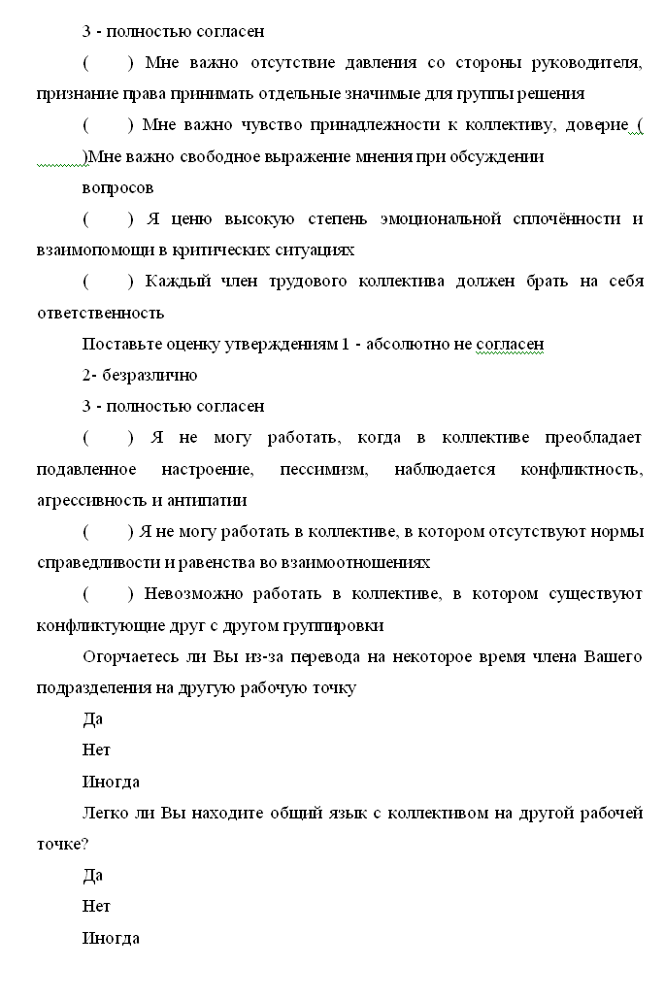 3 - полностью согласен
( ) Мне важно отсутствие давления со стороны руководителя,
признание права принимать отдельные значимые для группы решения
( ) Мне важно чувство принадлежности к коллективу, доверие (
)Мне важно свободное выражение мнения при обсуждении
вопросов
( ) Я ценю высокую степень эмоциональной сплочённости и
взаимопомощи в критических ситуациях
( ) Каждый член трудового коллектива должен брать на себя
ответственность
Поставьте оценку утверждениям 1 - абсолютно не согласен
2- безразлично
3 - полностью согласен
( ) Я не могу работать, когда в коллективе преобладает
подавленное настроение, пессимизм, наблюдается конфликтность,
агрессивность и антипатии
( ) Я не могу работать в коллективе, в котором отсутствуют нормы
справедливости и равенства во взаимоотношениях
( ) Невозможно работать в коллективе, в котором существуют
конфликтующие друг с другом группировки
Огорчаетесь ли Вы из-за перевода на некоторое время члена Вашего
подразделения на другую рабочую точку
Да
Нет
Иногда
Легко ли Вы находите общий язык с коллективом на другой рабочей
точке?
Да
Нет
Иногда